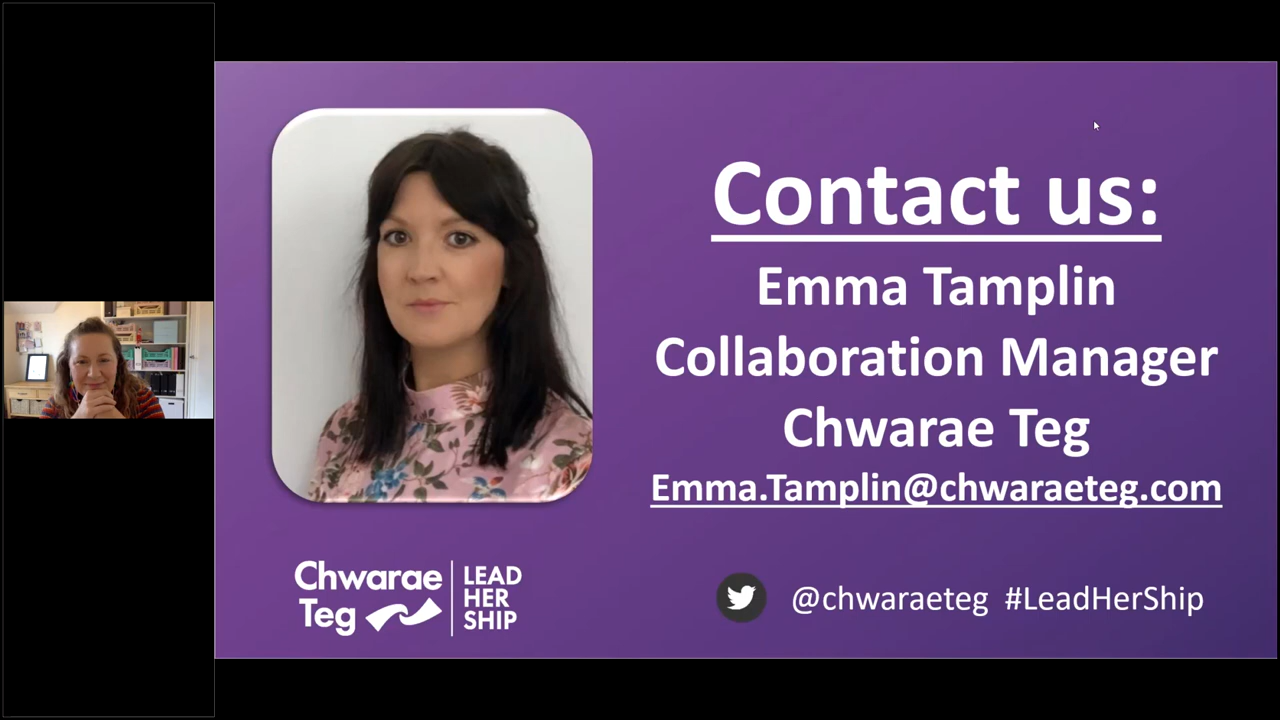 Contact us:
Emma Tamplin
Collaboration Manager
Chwarae Teg
Emma.Tamplin@chwaraeteg.com
Chwarae
Teg
LEAD
HER
SHIP
@chwaraeteg #LeadHerShip